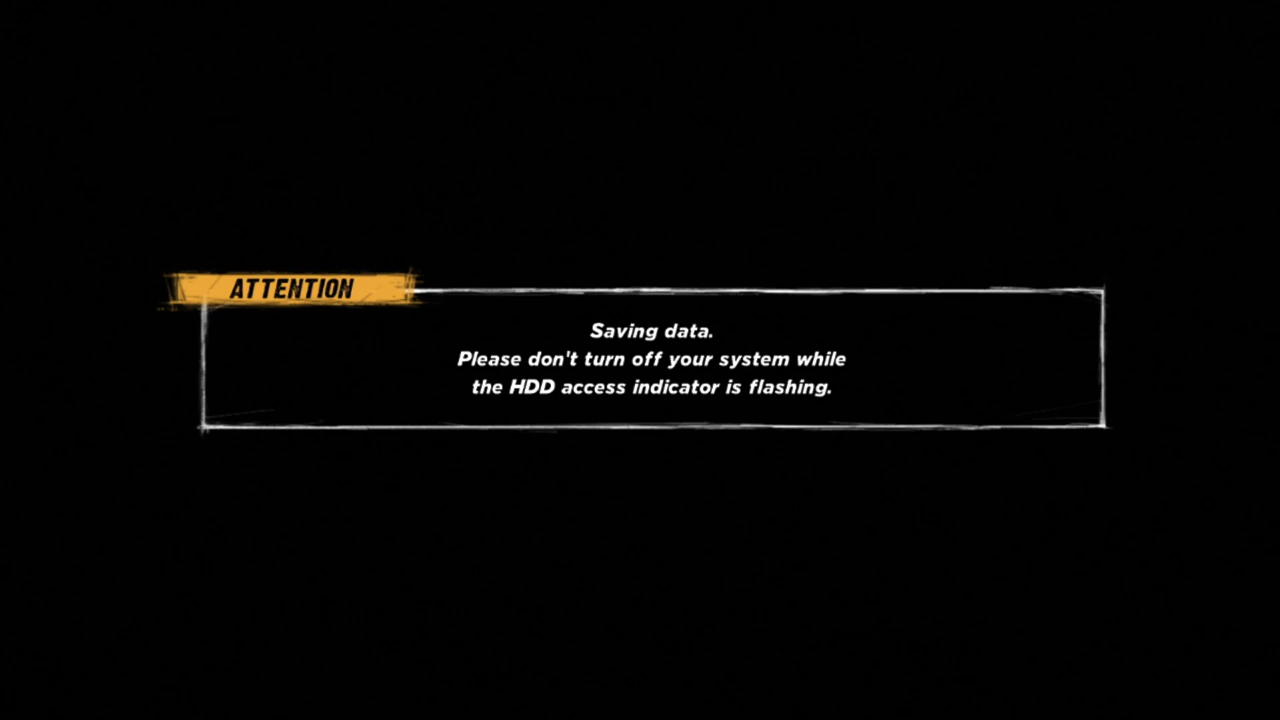 ATTENTION
Saving data.
Please don't turn off your system while
the HDD access indicator is flashing.